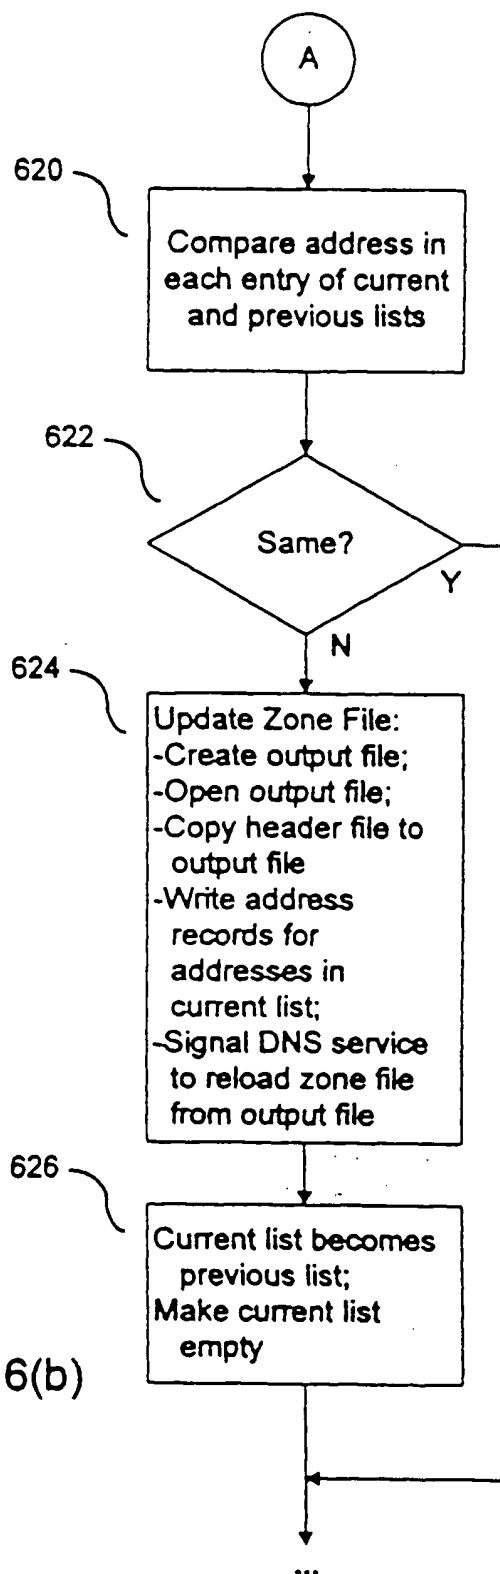 A
620
Compare address in
each entry of current
and previous lists
622
Same?
Y
N
624
Update Zone File:
-Create output file;
-Open output file;
-Copy header file to
output file
-Write address
records for
addresses in
current list;
-Signal DNS service
to reload zone file
from output file
626
Current list becomes
previous list;
Make current list
empty
6(b)
...